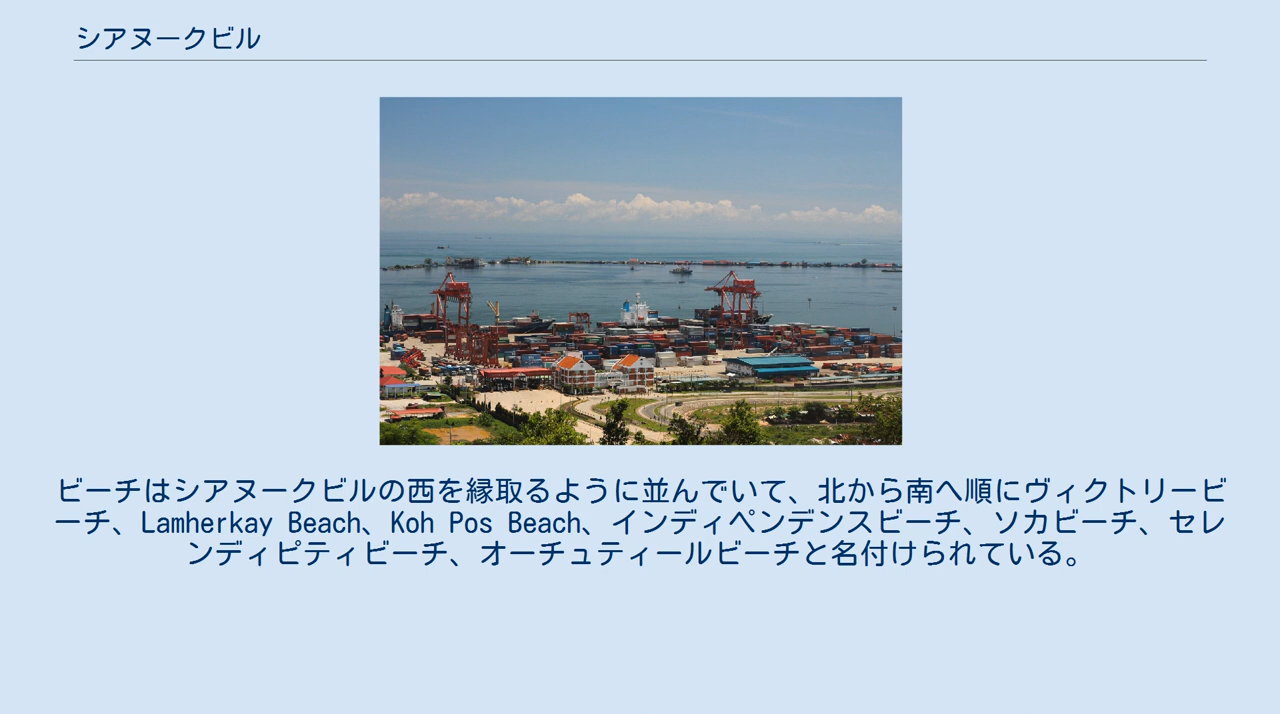 シアヌークビル
ビーチはシアヌークビルの西を縁取るように並んでいて、北から南へ順にヴィクトリービ
ーチ、Lamherkay Beach、Koh Pos Beach、インディペンデンスビーチ、ソカビーチ、セレ
ンディピティビーチ、オーチュティールビーチと名付けられている。